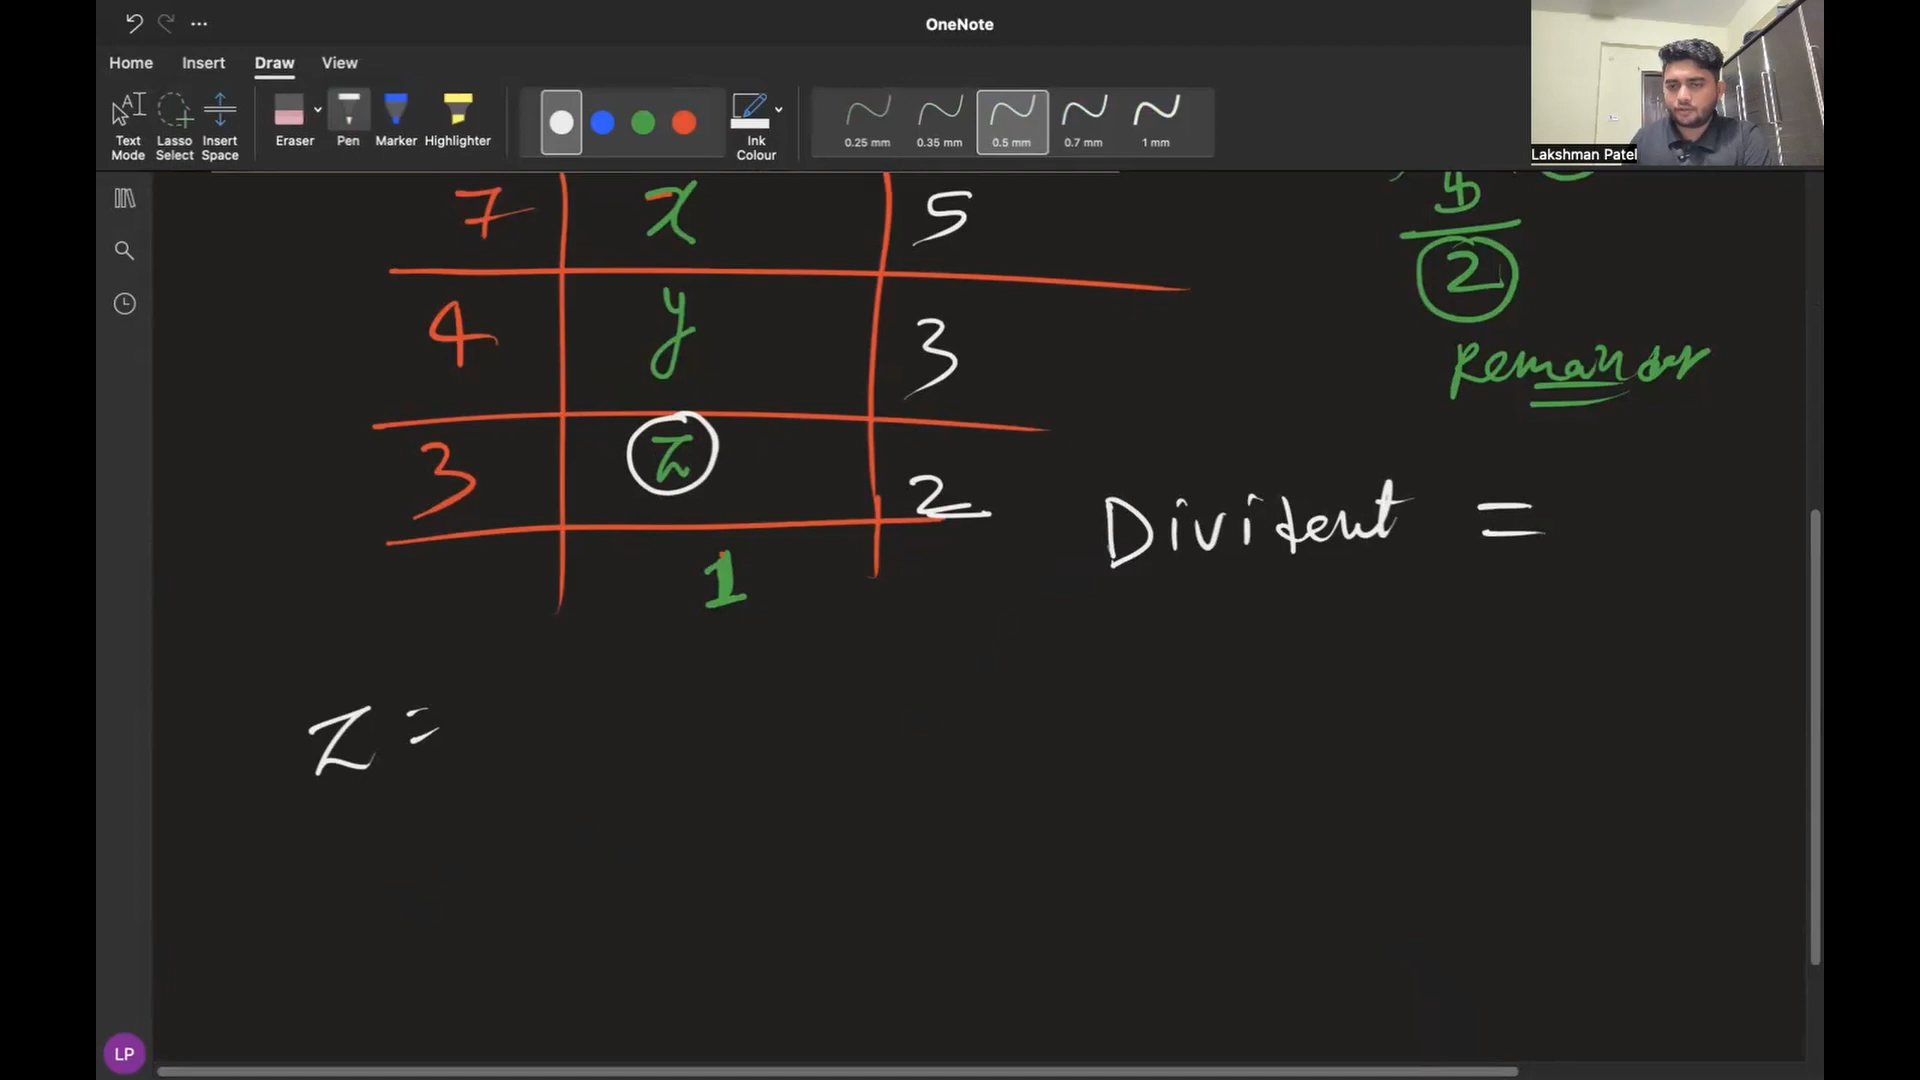 OneNote
Home Insert Draw View
Text Mode
Lasso Select
Insert Space
Eraser
Pen
Marker
Highlighter
Ink Colour
0.25 mm
0.35 mm
0.5 mm
0.7 mm
1 mm
Lakshman Patel
7 x 5
4 y 3
3 z 2
1
2
Remainder
Divident =
z =
LP